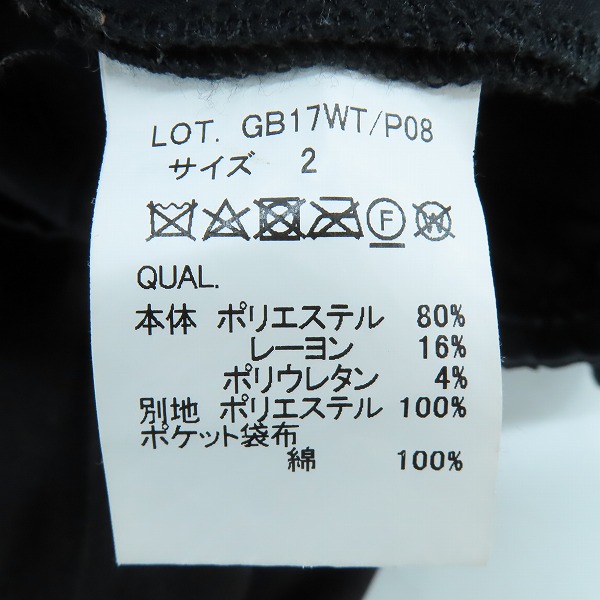 LOT. GB17WT/P08
サイズ 2
F W
QUAL.
本体 ポリエステル 80%
レーヨン 16%
ポリウレタン 4%
別地 ポリエステル 100%
ポケット袋布
綿 100%